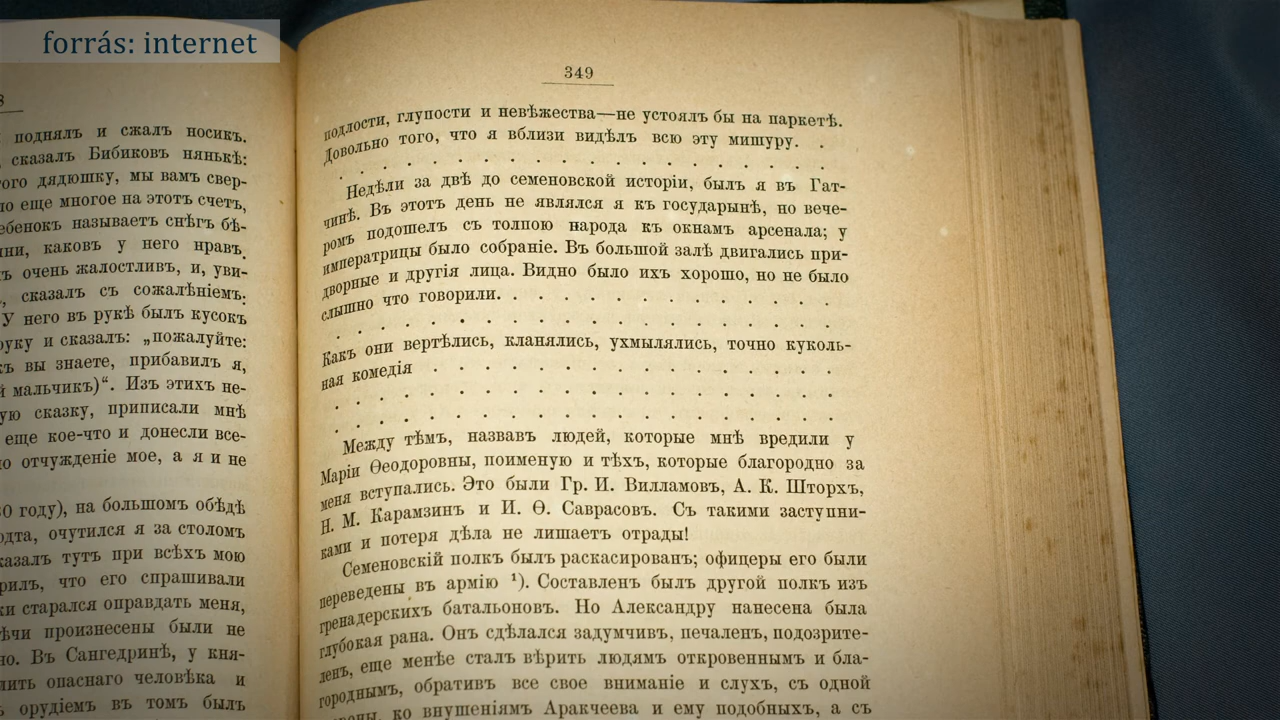 forrás: internet
поднялъ и сжалъ носикъ.
сказалъ Бибиковъ нянькѣ:
дядюшку, мы вамъ свер-
еще многое на этотъ счетъ,
называетъ снѣгъ бѣ-
каковъ у него нравъ.
очень жалостливъ, и, уви-
сказалъ съ сожалѣніемъ:
У него въ рукѣ былъ кусокъ
и сказалъ: „пожалуйте:
вы знаете, прибавилъ я,
мальчикъ)“. Изъ этихъ не-
сказку, приписали мнѣ
еще кое-что и донесли все-
отчужденіе мое, а я и не
году), на большомъ обѣдѣ
очутился я за столомъ
тутъ при всѣхъ мою
что его спрашивали
старался оправдать меня,
произнесены были не
Въ Сангедринѣ, у кня-
опаснаго человѣка и
орудіемъ въ томъ былъ
349
подлости, глупости и невѣжества—не устоялъ бы на паркетѣ.
Довольно того, что я вблизи видѣлъ всю эту мишуру. .
. . . . . . . . . . . . . . . . .
Недѣли за двѣ до семеновской исторіи, былъ я въ Гат-
чинѣ. Въ этотъ день не являлся я къ государынѣ, но вече-
ромъ подошелъ съ толпою народа къ окнамъ арсенала; у
императрицы было собраніе. Въ большой залѣ двигались при-
дворные и другія лица. Видно было ихъ хорошо, но не было
слышно что говорили. . . . . . . . . . . . . . .
. . . . . . . . . . . . . . . . . . . . .
Какъ они вертѣлись, кланялись, ухмылялись, точно куколь-
ная комедія . . . . . . . . . . . . . . . . .
. . . . . . . . . . . . . . . . . . . . .
. . . . . . . . . . . . . . . . . . . . .
Между тѣмъ, назвавъ людей, которые мнѣ вредили у
Маріи Ѳеодоровны, поименую и тѣхъ, которые благородно за
меня вступались. Это были Гр. И. Вилламовъ, А. К. Шторхъ,
Н. М. Карамзинъ и И. Ѳ. Саврасовъ. Съ такими заступни-
ками и потеря дѣла не лишаетъ отрады!
Семеновскій полкъ былъ раскасированъ; офицеры его были
переведены въ армію ¹). Составленъ былъ другой полкъ изъ
гренадерскихъ батальоновъ. Но Александру нанесена была
глубокая рана. Онъ сдѣлался задумчивъ, печаленъ, подозрите-
ленъ, еще менѣе сталъ вѣрить людямъ откровеннымъ и бла-
городнымъ, обративъ все свое вниманіе и слухъ, съ одной
ко внушеніямъ Аракчеева и ему подобныхъ, а съ